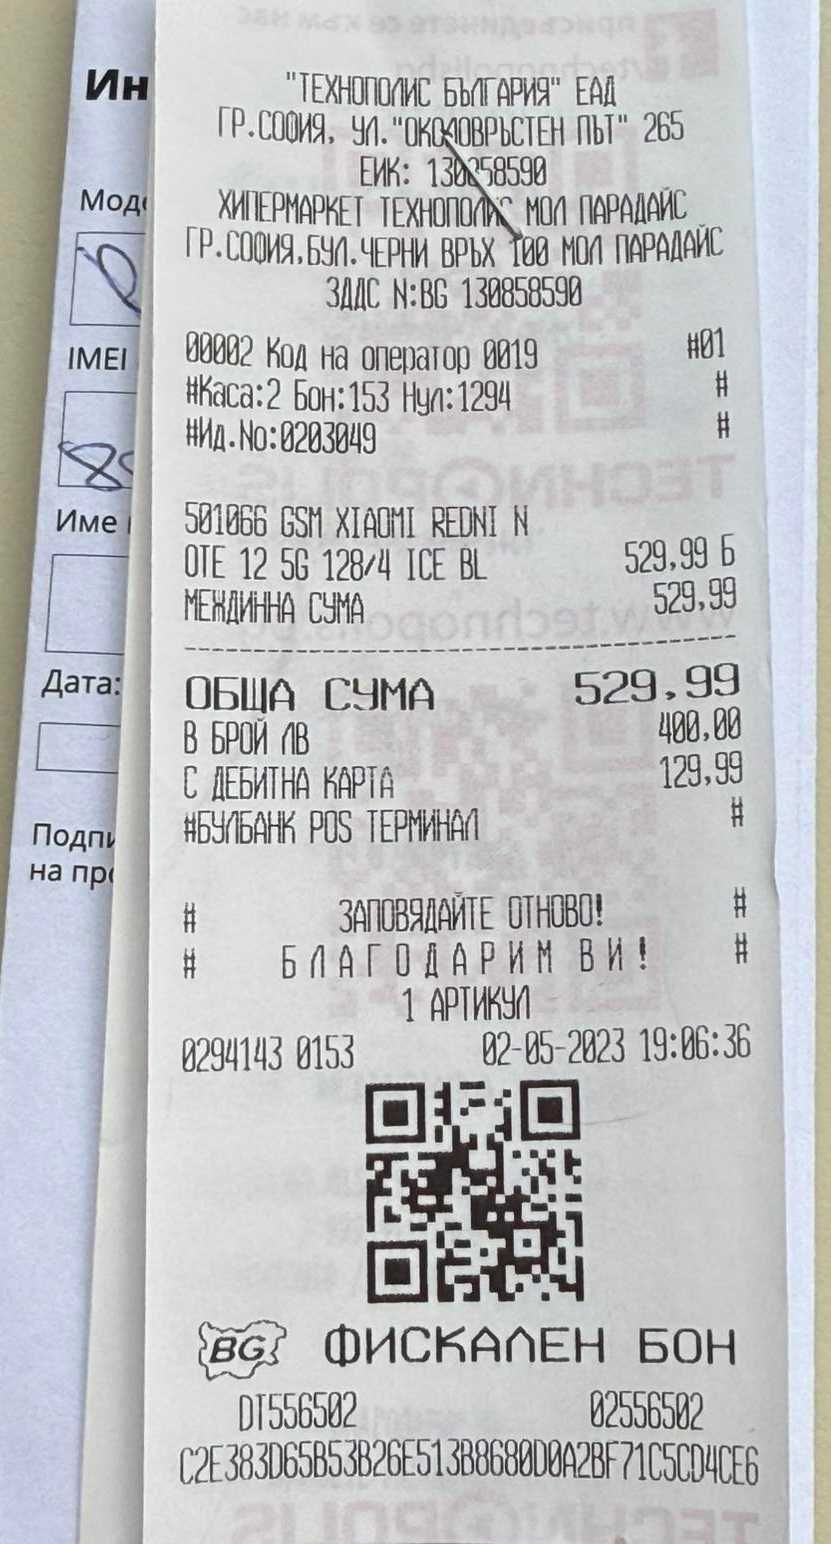 Ин
"ТЕХНОПОЛИС БЪЛГАРИЯ" ЕАД
ГР.СОФИЯ, УЛ."ОКОЛОВРЪСТЕН ПЪТ" 265
ЕИК: 130858590
ХИПЕРМАРКЕТ ТЕХНОПОЛИС МОЛ ПАРАДАЙС
ГР.СОФИЯ,БУЛ.ЧЕРНИ ВРЪХ 100 МОЛ ПАРАДАЙС
ЗДДС N:BG 130858590
00002 Код на оператор 0019 #01
#Каса:2 Бон:153 Нул:1294 #
#Ид.No:0203049 #
501066 GSM XIAOMI REDNI N
OTE 12 5G 128/4 ICE BL 529,99 Б
МЕЖДИННА СУМА 529,99
ОБЩА СУМА 529,99
В БРОЙ ЛВ 400,00
С ДЕБИТНА КАРТА 129,99
#БУЛБАНК POS ТЕРМИНАЛ #
# ЗАПОВЯДАЙТЕ ОТНОВО! #
# БЛАГОДАРИМ ВИ! #
1 АРТИКУЛ
0294143 0153 02-05-2023 19:06:36
BG ФИСКАЛЕН БОН
DT556502 02556502
C2E383D65B53B26E513B8680D0A2BF71C5CD4CE6
IMEI
Име
Дата:
на